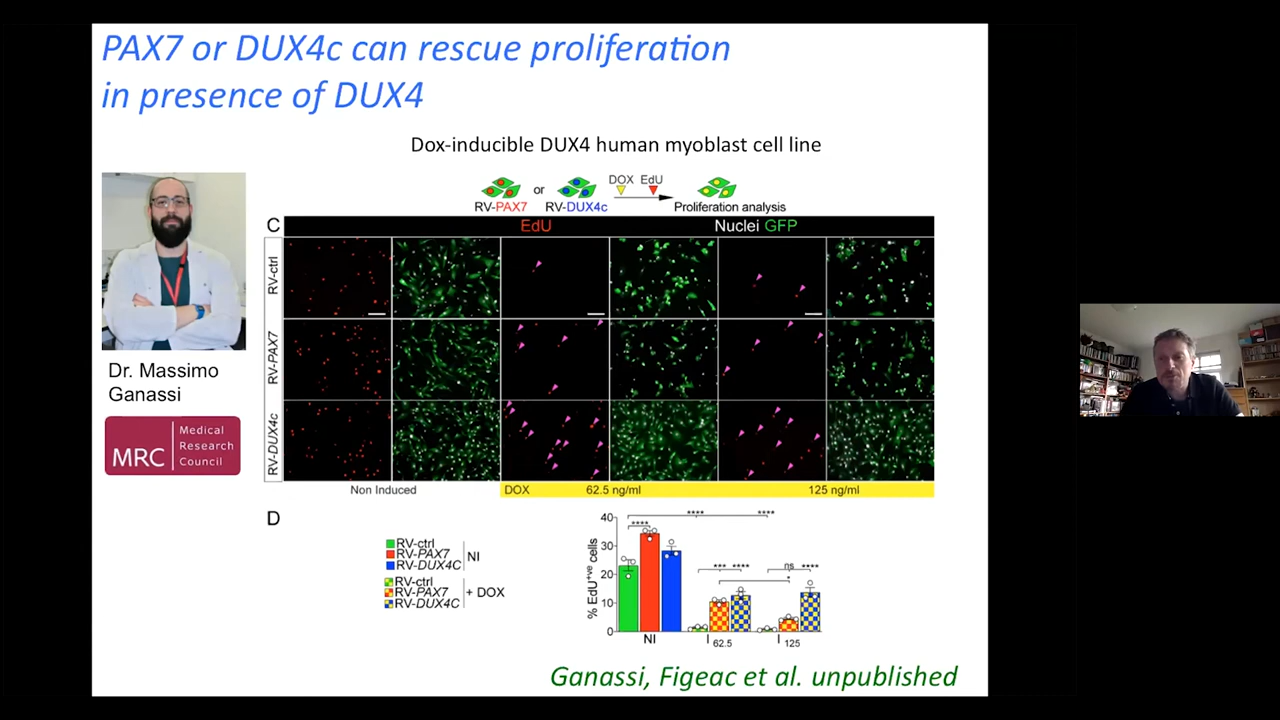 PAX7 or DUX4c can rescue proliferation
in presence of DUX4
Dox-inducible DUX4 human myoblast cell line
or
DOX EdU
RV-PAX7
RV-DUX4c
Proliferation analysis
C
EdU
Nuclei GFP
RV-ctrl
RV-PAX7
RV-DUX4c
Dr. Massimo
Ganassi
MRC
Medical
Research
Council
Non Induced
DOX
62.5 ng/ml
125 ng/ml
D
RV-ctrl
RV-PAX7
RV-DUX4C
NI
RV-ctrl
RV-PAX7
RV-DUX4C
+ DOX
% EdU+ve cells
40
30
20
10
0
****
****
****
*** ****
ns ****
*
NI
I 62.5
I 125
Ganassi, Figeac et al. unpublished